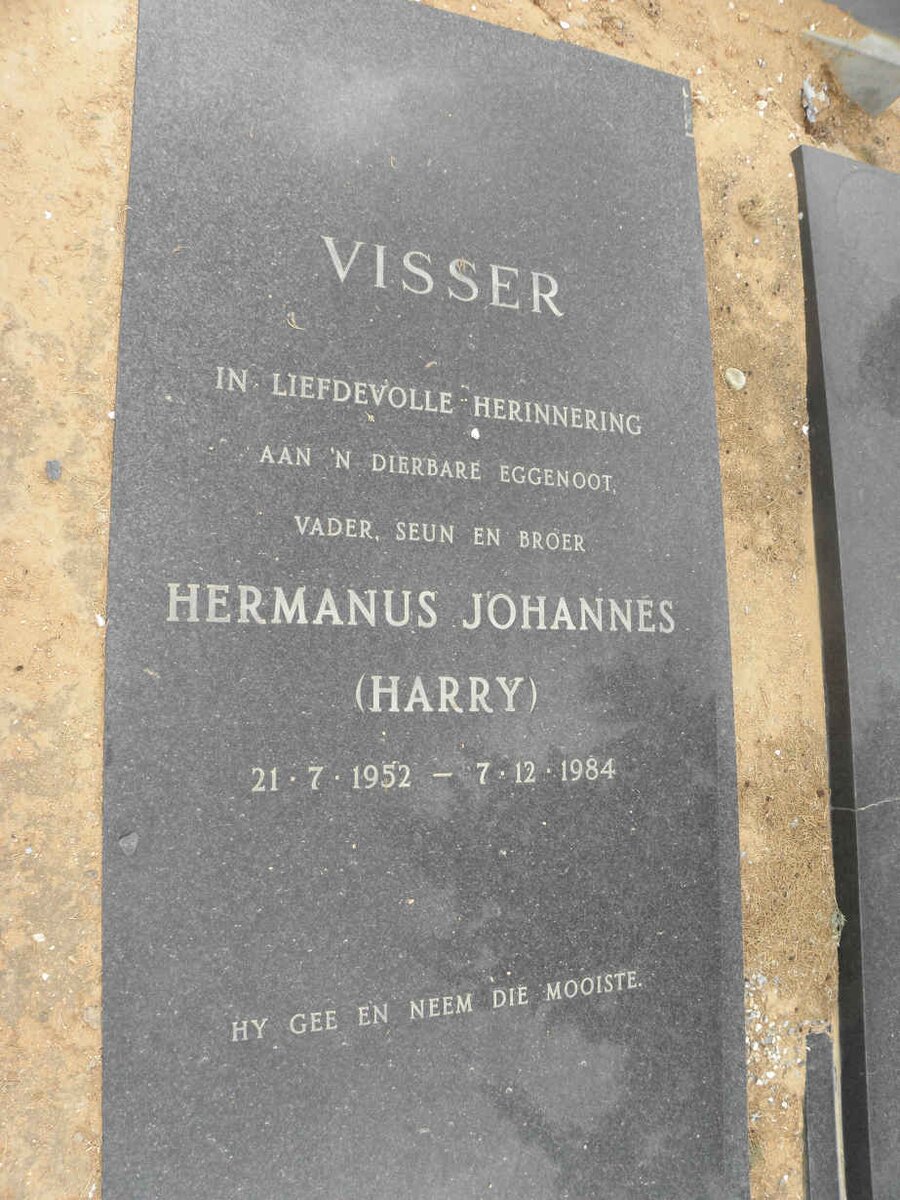 VISSER
IN LIEFDEVOLLE HERINNERING
AAN 'N DIERBARE EGGENOOT,
VADER, SEUN EN BROER
HERMANUS JOHANNES
(HARRY)
21 · 7 · 1952 — 7 · 12 · 1984
HY GEE EN NEEM DIE MOOISTE.